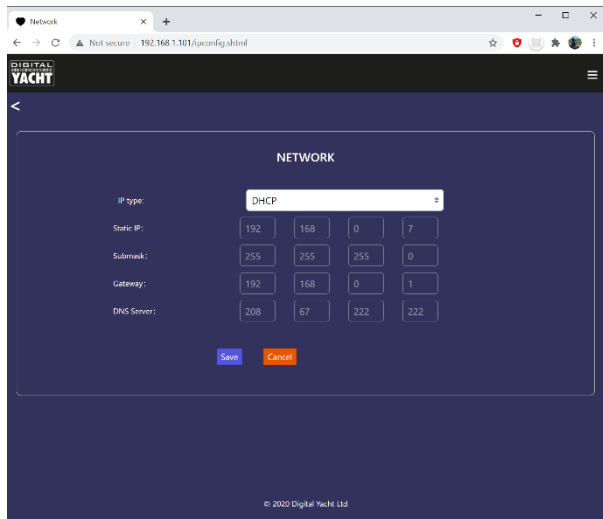 Network
Not secure 192.168.1.101/ipconfig.shtml
DIGITAL
YACHT
<
NETWORK
IP type: DHCP
Static IP: 192 168 0 7
Submask: 255 255 255 0
Gateway: 192 168 0 1
DNS Server: 208 67 222 222
Save Cancel
© 2020 Digital Yacht Ltd